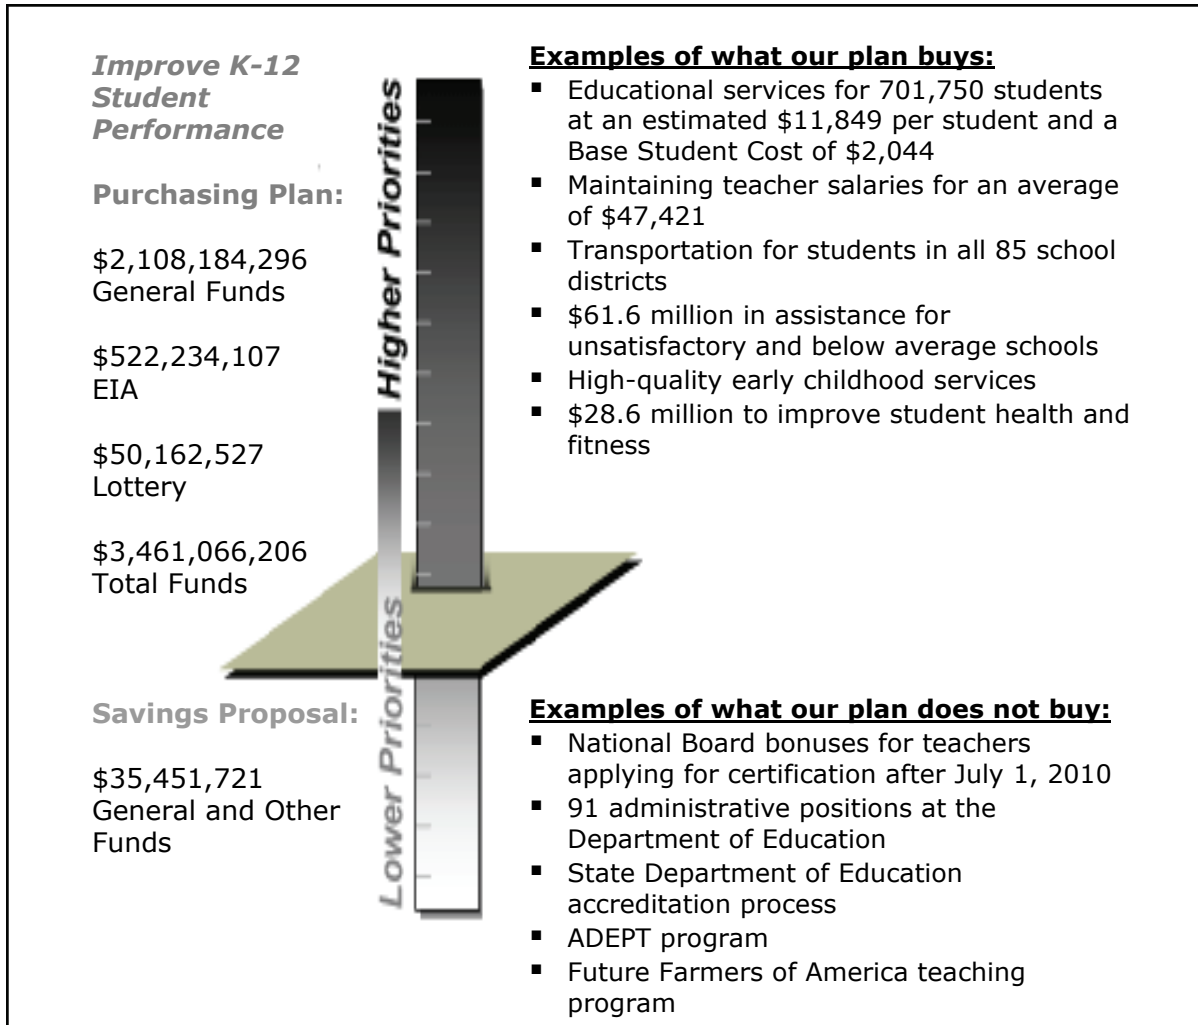 Improve K-12
Student
Performance
Purchasing Plan:
$2,108,184,296
General Funds
$522,234,107
EIA
$50,162,527
Lottery
$3,461,066,206
Total Funds
Higher Priorities
Examples of what our plan buys:
▪ Educational services for 701,750 students
at an estimated $11,849 per student and a
Base Student Cost of $2,044
▪ Maintaining teacher salaries for an average
of $47,421
▪ Transportation for students in all 85 school
districts
▪ $61.6 million in assistance for
unsatisfactory and below average schools
▪ High-quality early childhood services
▪ $28.6 million to improve student health and
fitness
Savings Proposal:
$35,451,721
General and Other
Funds
Lower Priorities
Examples of what our plan does not buy:
▪ National Board bonuses for teachers
applying for certification after July 1, 2010
▪ 91 administrative positions at the
Department of Education
▪ State Department of Education
accreditation process
▪ ADEPT program
▪ Future Farmers of America teaching
program